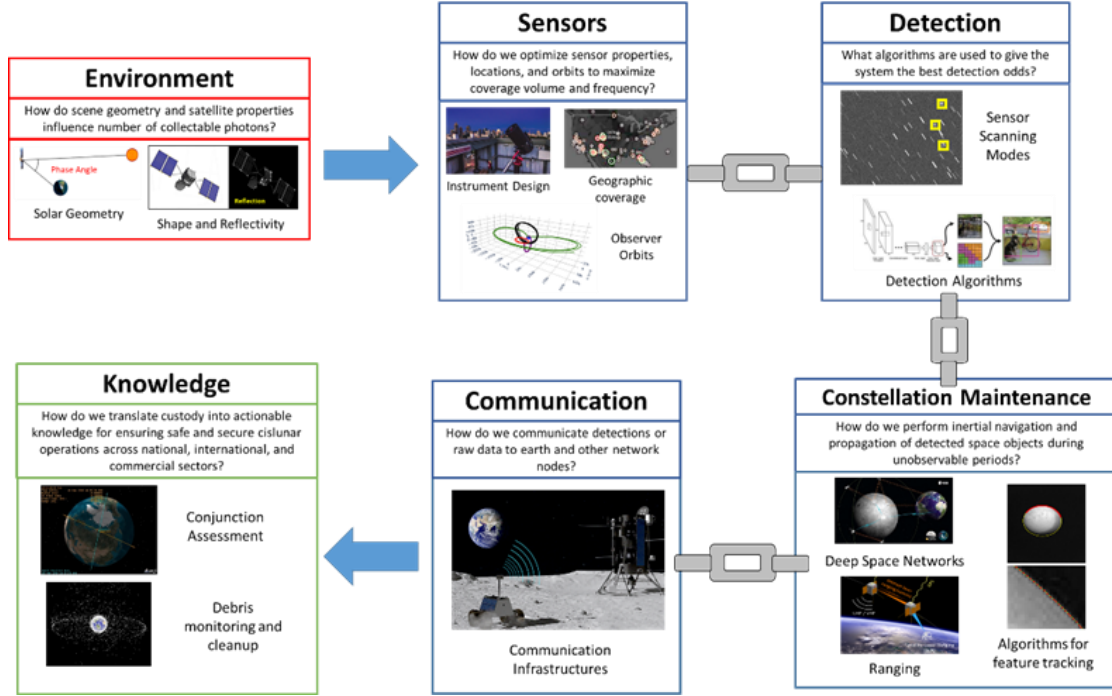 Environment
How do scene geometry and satellite properties
influence number of collectable photons?
Phase Angle
Solar Geometry
Reflection
Shape and Reflectivity
Sensors
How do we optimize sensor properties,
locations, and orbits to maximize
coverage volume and frequency?
Instrument Design
Geographic
coverage
Observer
Orbits
Detection
What algorithms are used to give the
system the best detection odds?
Sensor
Scanning
Modes
Detection Algorithms
Constellation Maintenance
How do we perform inertial navigation and
propagation of detected space objects during
unobservable periods?
Deep Space Networks
Ranging
Algorithms for
feature tracking
Communication
How do we communicate detections or
raw data to earth and other network
nodes?
Communication
Infrastructures
Knowledge
How do we translate custody into actionable
knowledge for ensuring safe and secure cislunar
operations across national, international, and
commercial sectors?
Conjunction
Assessment
Debris
monitoring and
cleanup